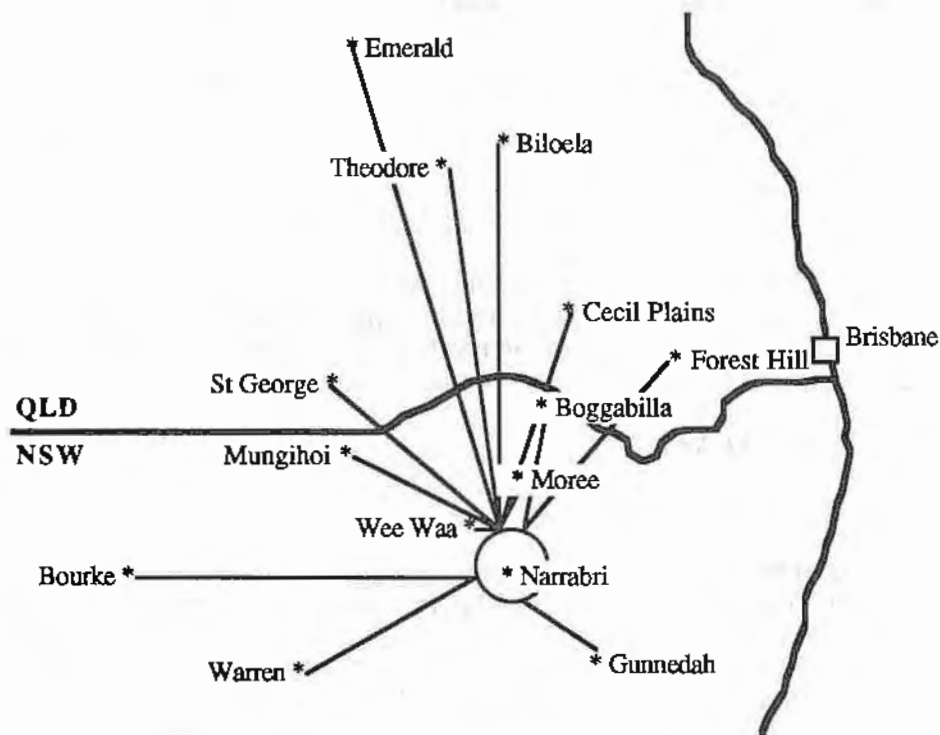 * Emerald
* Biloela
Theodore *
* Cecil Plains
Brisbane
* Forest Hill
St George *
QLD
* Boggabilla
NSW
Mungihoi *
* Moree
Wee Waa *
Bourke *
* Narrabri
Warren *
* Gunnedah